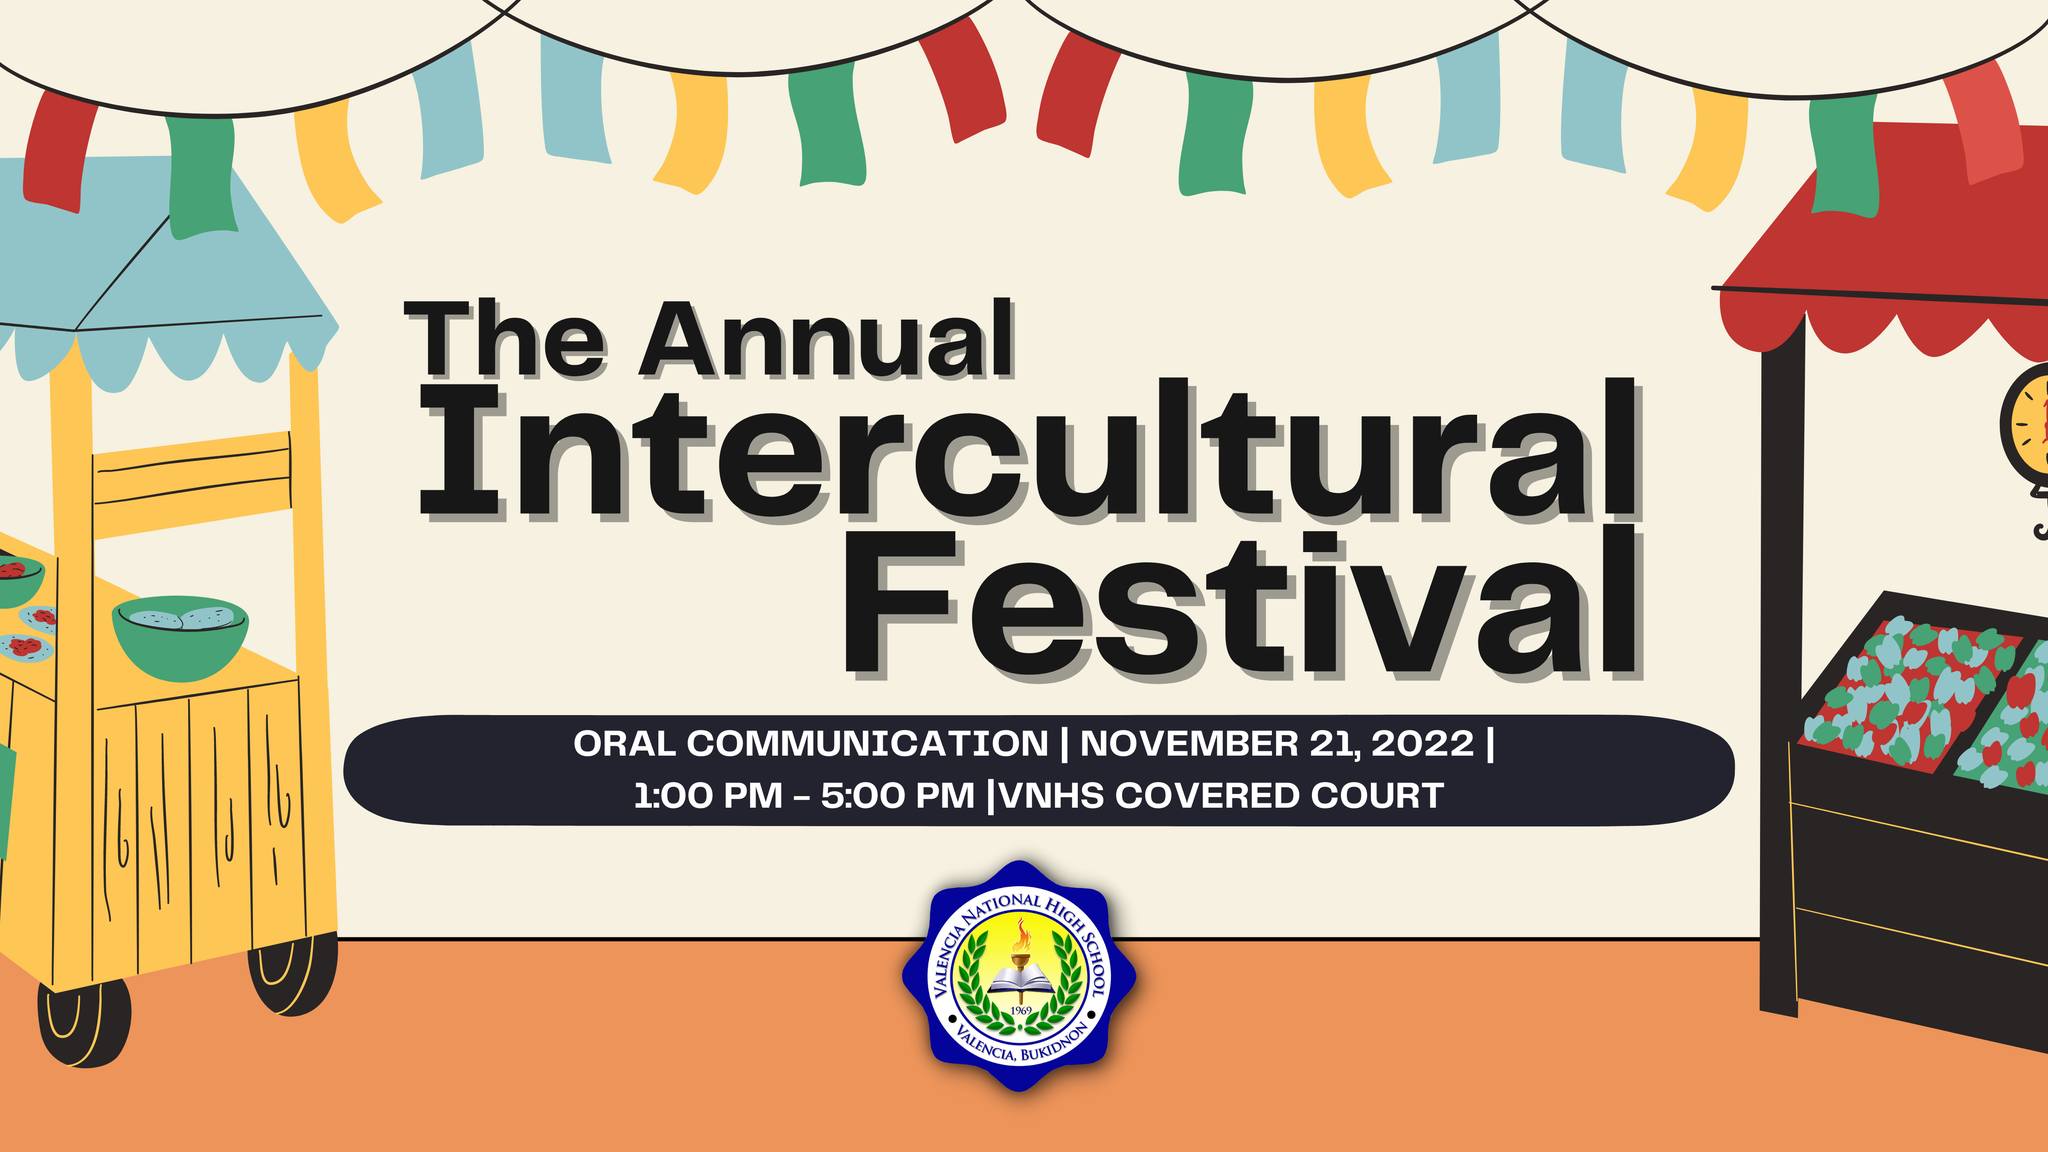 The Annual
Intercultural
Festival
ORAL COMMUNICATION | NOVEMBER 21, 2022 |
1:00 PM – 5:00 PM |VNHS COVERED COURT
VALENCIA NATIONAL HIGH SCHOOL
1969
VALENCIA, BUKIDNON